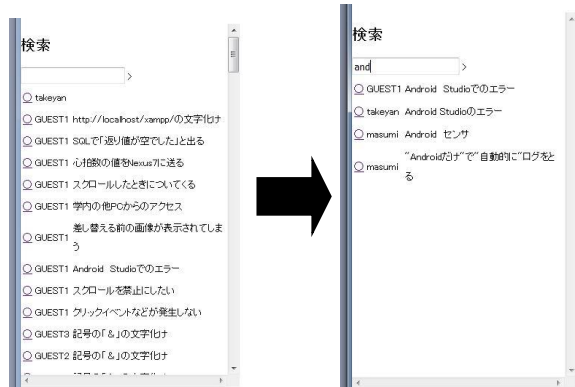 検索
>
takeyan
GUEST1 http://localhost/xampp/の文字化け
GUEST1 SQLで「返り値が空でした」と出る
GUEST1 心拍数の値をNexus7に送る
GUEST1 スクロールしたときについてくる
GUEST1 学内の他PCからのアクセス
GUEST1 差し替える前の画像が表示されてしま
う
GUEST1 Android Studioでのエラー
GUEST1 スクロールを禁止にしたい
GUEST1 クリックイベントなどが発生しない
GUEST3 記号の「&」の文字化け
GUEST2 記号の「&」の文字化け
検索
and >
GUEST1 Android Studioでのエラー
takeyan Android Studioのエラー
masumi Android センサ
masumi "Androidだけ"で"自動的に"ログをと
る